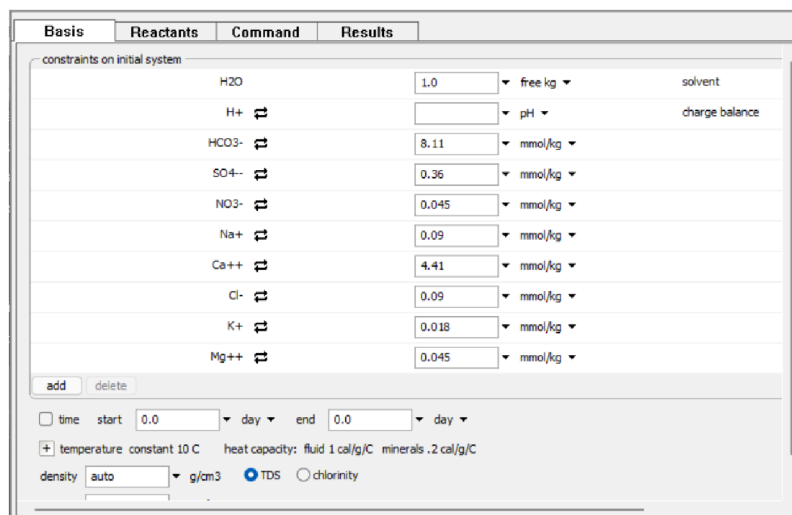 Basis Reactants Command Results
constraints on initial system
H2O 1.0 free kg solvent
H+ pH charge balance
HCO3- 8.11 mmol/kg
SO4-- 0.36 mmol/kg
NO3- 0.045 mmol/kg
Na+ 0.09 mmol/kg
Ca++ 4.41 mmol/kg
Cl- 0.09 mmol/kg
K+ 0.018 mmol/kg
Mg++ 0.045 mmol/kg
add delete
time start 0.0 day end 0.0 day
+ temperature constant 10 C heat capacity: fluid 1 cal/g/C minerals .2 cal/g/C
density auto g/cm3 TDS chlorinity